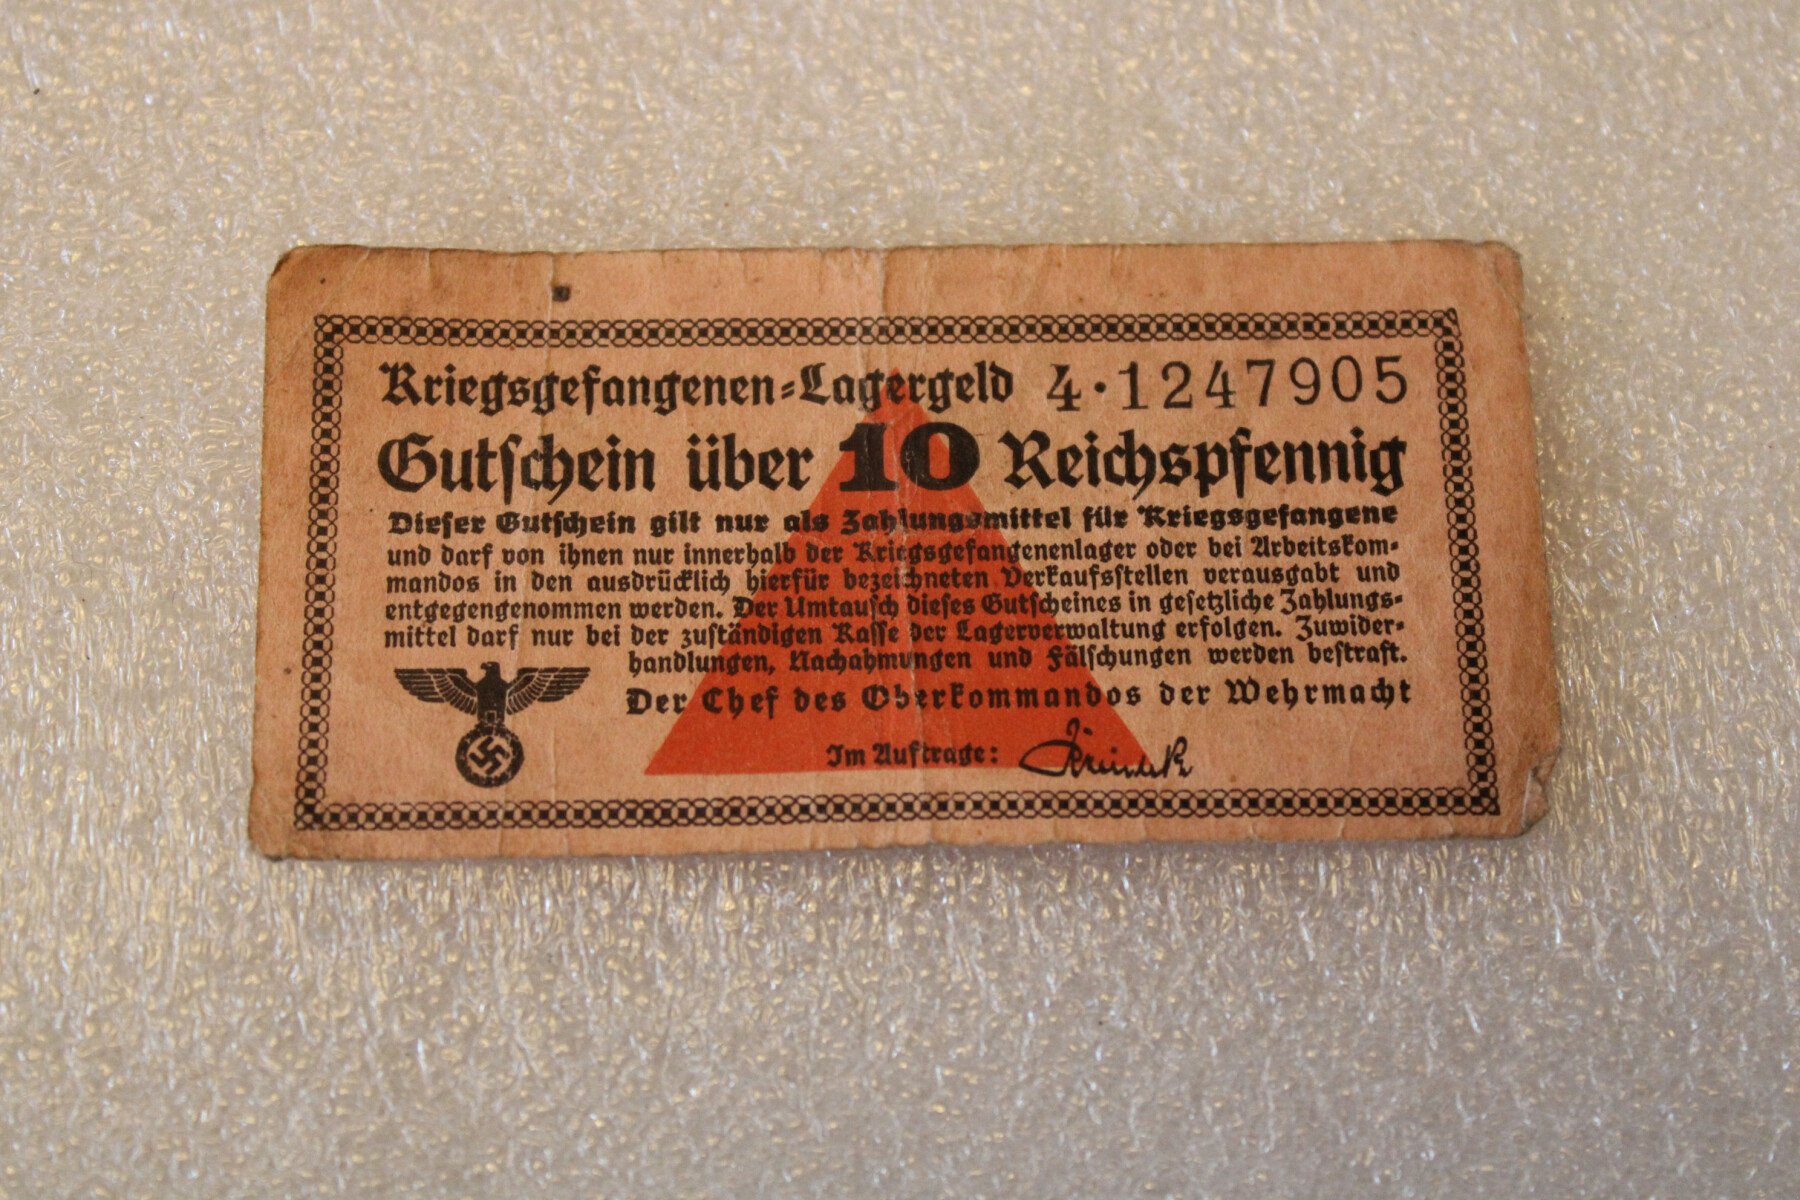 Kriegsgefangenen-Lagergeld 4·1247905
Gutschein über 10 Reichspfennig
Dieser Gutschein gilt nur als Zahlungsmittel für Kriegsgefangene
und darf von ihnen nur innerhalb der Kriegsgefangenenlager oder bei Arbeitskom-
mandos in den ausdrücklich hierfür bezeichneten Verkaufsstellen verausgabt und
entgegengenommen werden. Der Umtausch dieses Gutscheines in gesetzliche Zahlungs-
mittel darf nur bei der zuständigen Kasse der Lagerverwaltung erfolgen. Zuwider-
handlungen, Nachahmungen und Fälschungen werden bestraft.
Der Chef des Oberkommandos der Wehrmacht
Im Auftrage: